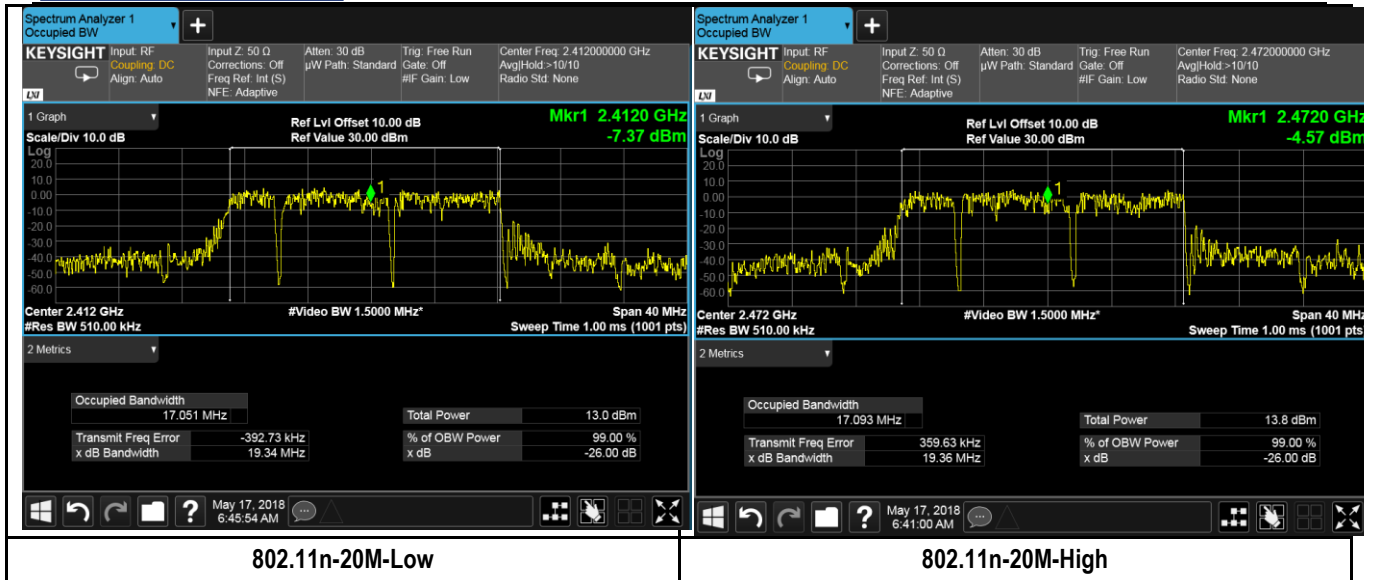 Spectrum Analyzer 1
Occupied BW
+
KEYSIGHT Input: RF Input Z: 50 Ω Atten: 30 dB Trig: Free Run Center Freq: 2.412000000 GHz
Coupling: DC Corrections: Off µW Path: Standard Gate: Off Avg|Hold:>10/10
Align: Auto Freq Ref: Int (S) #IF Gain: Low Radio Std: None
LXI NFE: Adaptive
1 Graph Ref Lvl Offset 10.00 dB Mkr1 2.4120 GHz
Scale/Div 10.0 dB Ref Value 30.00 dBm -7.37 dBm
Log
20.0
10.0
1
0.00
-10.0
-20.0
-30.0
-40.0
-50.0
-60.0
Center 2.412 GHz #Video BW 1.5000 MHz* Span 40 MHz
#Res BW 510.00 kHz Sweep Time 1.00 ms (1001 pts)
2 Metrics
Occupied Bandwidth
17.051 MHz Total Power 13.0 dBm
Transmit Freq Error -392.73 kHz % of OBW Power 99.00 %
x dB Bandwidth 19.34 MHz x dB -26.00 dB
? May 17, 2018
6:45:54 AM
802.11n-20M-Low
Spectrum Analyzer 1
Occupied BW
+
KEYSIGHT Input: RF Input Z: 50 Ω Atten: 30 dB Trig: Free Run Center Freq: 2.472000000 GHz
Coupling: DC Corrections: Off µW Path: Standard Gate: Off Avg|Hold:>10/10
Align: Auto Freq Ref: Int (S) #IF Gain: Low Radio Std: None
LXI NFE: Adaptive
1 Graph Ref Lvl Offset 10.00 dB Mkr1 2.4720 GHz
Scale/Div 10.0 dB Ref Value 30.00 dBm -4.57 dBm
Log
20.0
10.0
1
0.00
-10.0
-20.0
-30.0
-40.0
-50.0
-60.0
Center 2.472 GHz #Video BW 1.5000 MHz* Span 40 MHz
#Res BW 510.00 kHz Sweep Time 1.00 ms (1001 pts
2 Metrics
Occupied Bandwidth
17.093 MHz Total Power 13.8 dBm
Transmit Freq Error 359.63 kHz % of OBW Power 99.00 %
x dB Bandwidth 19.36 MHz x dB -26.00 dB
? May 17, 2018
6:41:00 AM
802.11n-20M-High